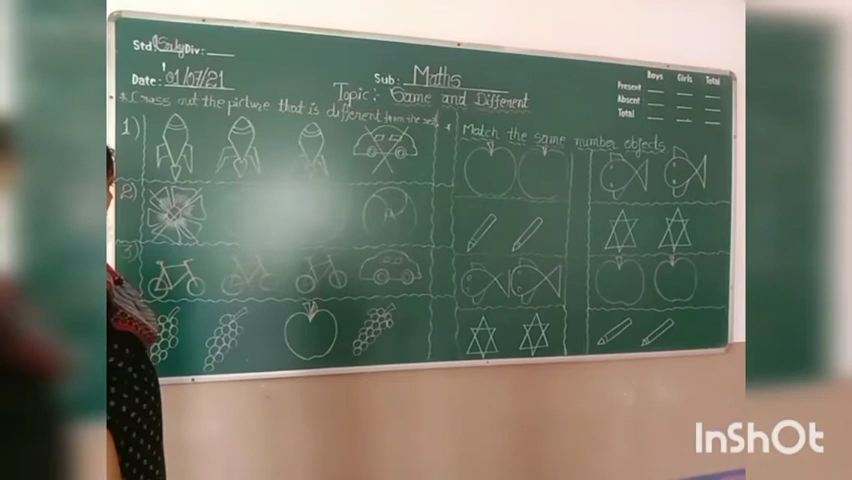 Std: Div:
Date: 01/07/21
Sub: Maths
Topic: Same and Different
Boys Girls Total
Present
Absent
Total
* Cross out the picture that is different from the rest
* Match the same number objects
1)
2)
3)
InShOt